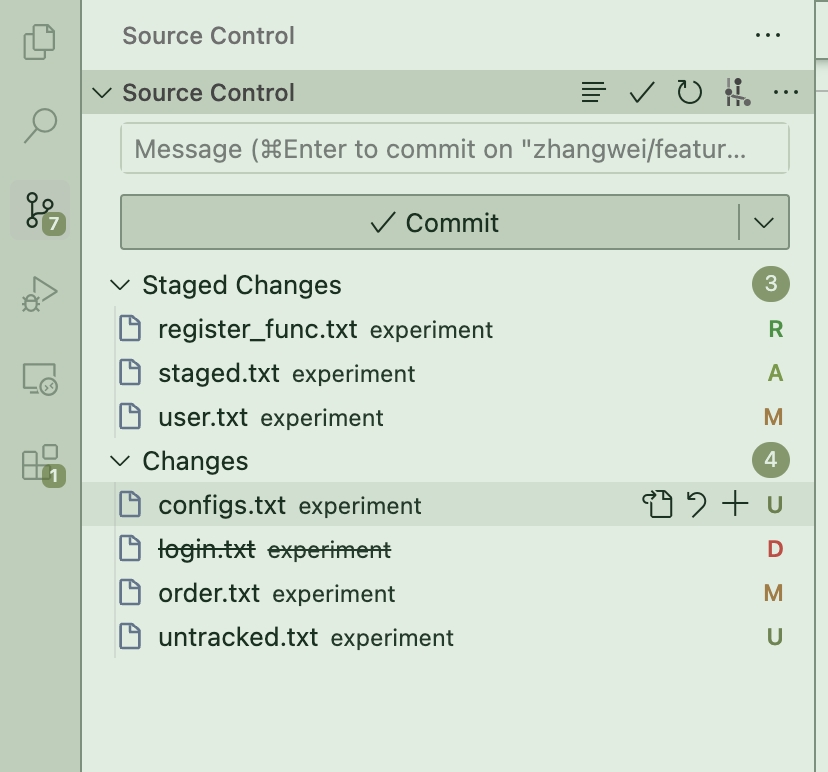 Source Control
Source Control
Message (⌘Enter to commit on "zhangwei/featur...
Commit
Staged Changes 3
register_func.txt experiment R
staged.txt experiment A
user.txt experiment M
Changes 4
configs.txt experiment U
login.txt experiment D
order.txt experiment M
untracked.txt experiment U
7
1